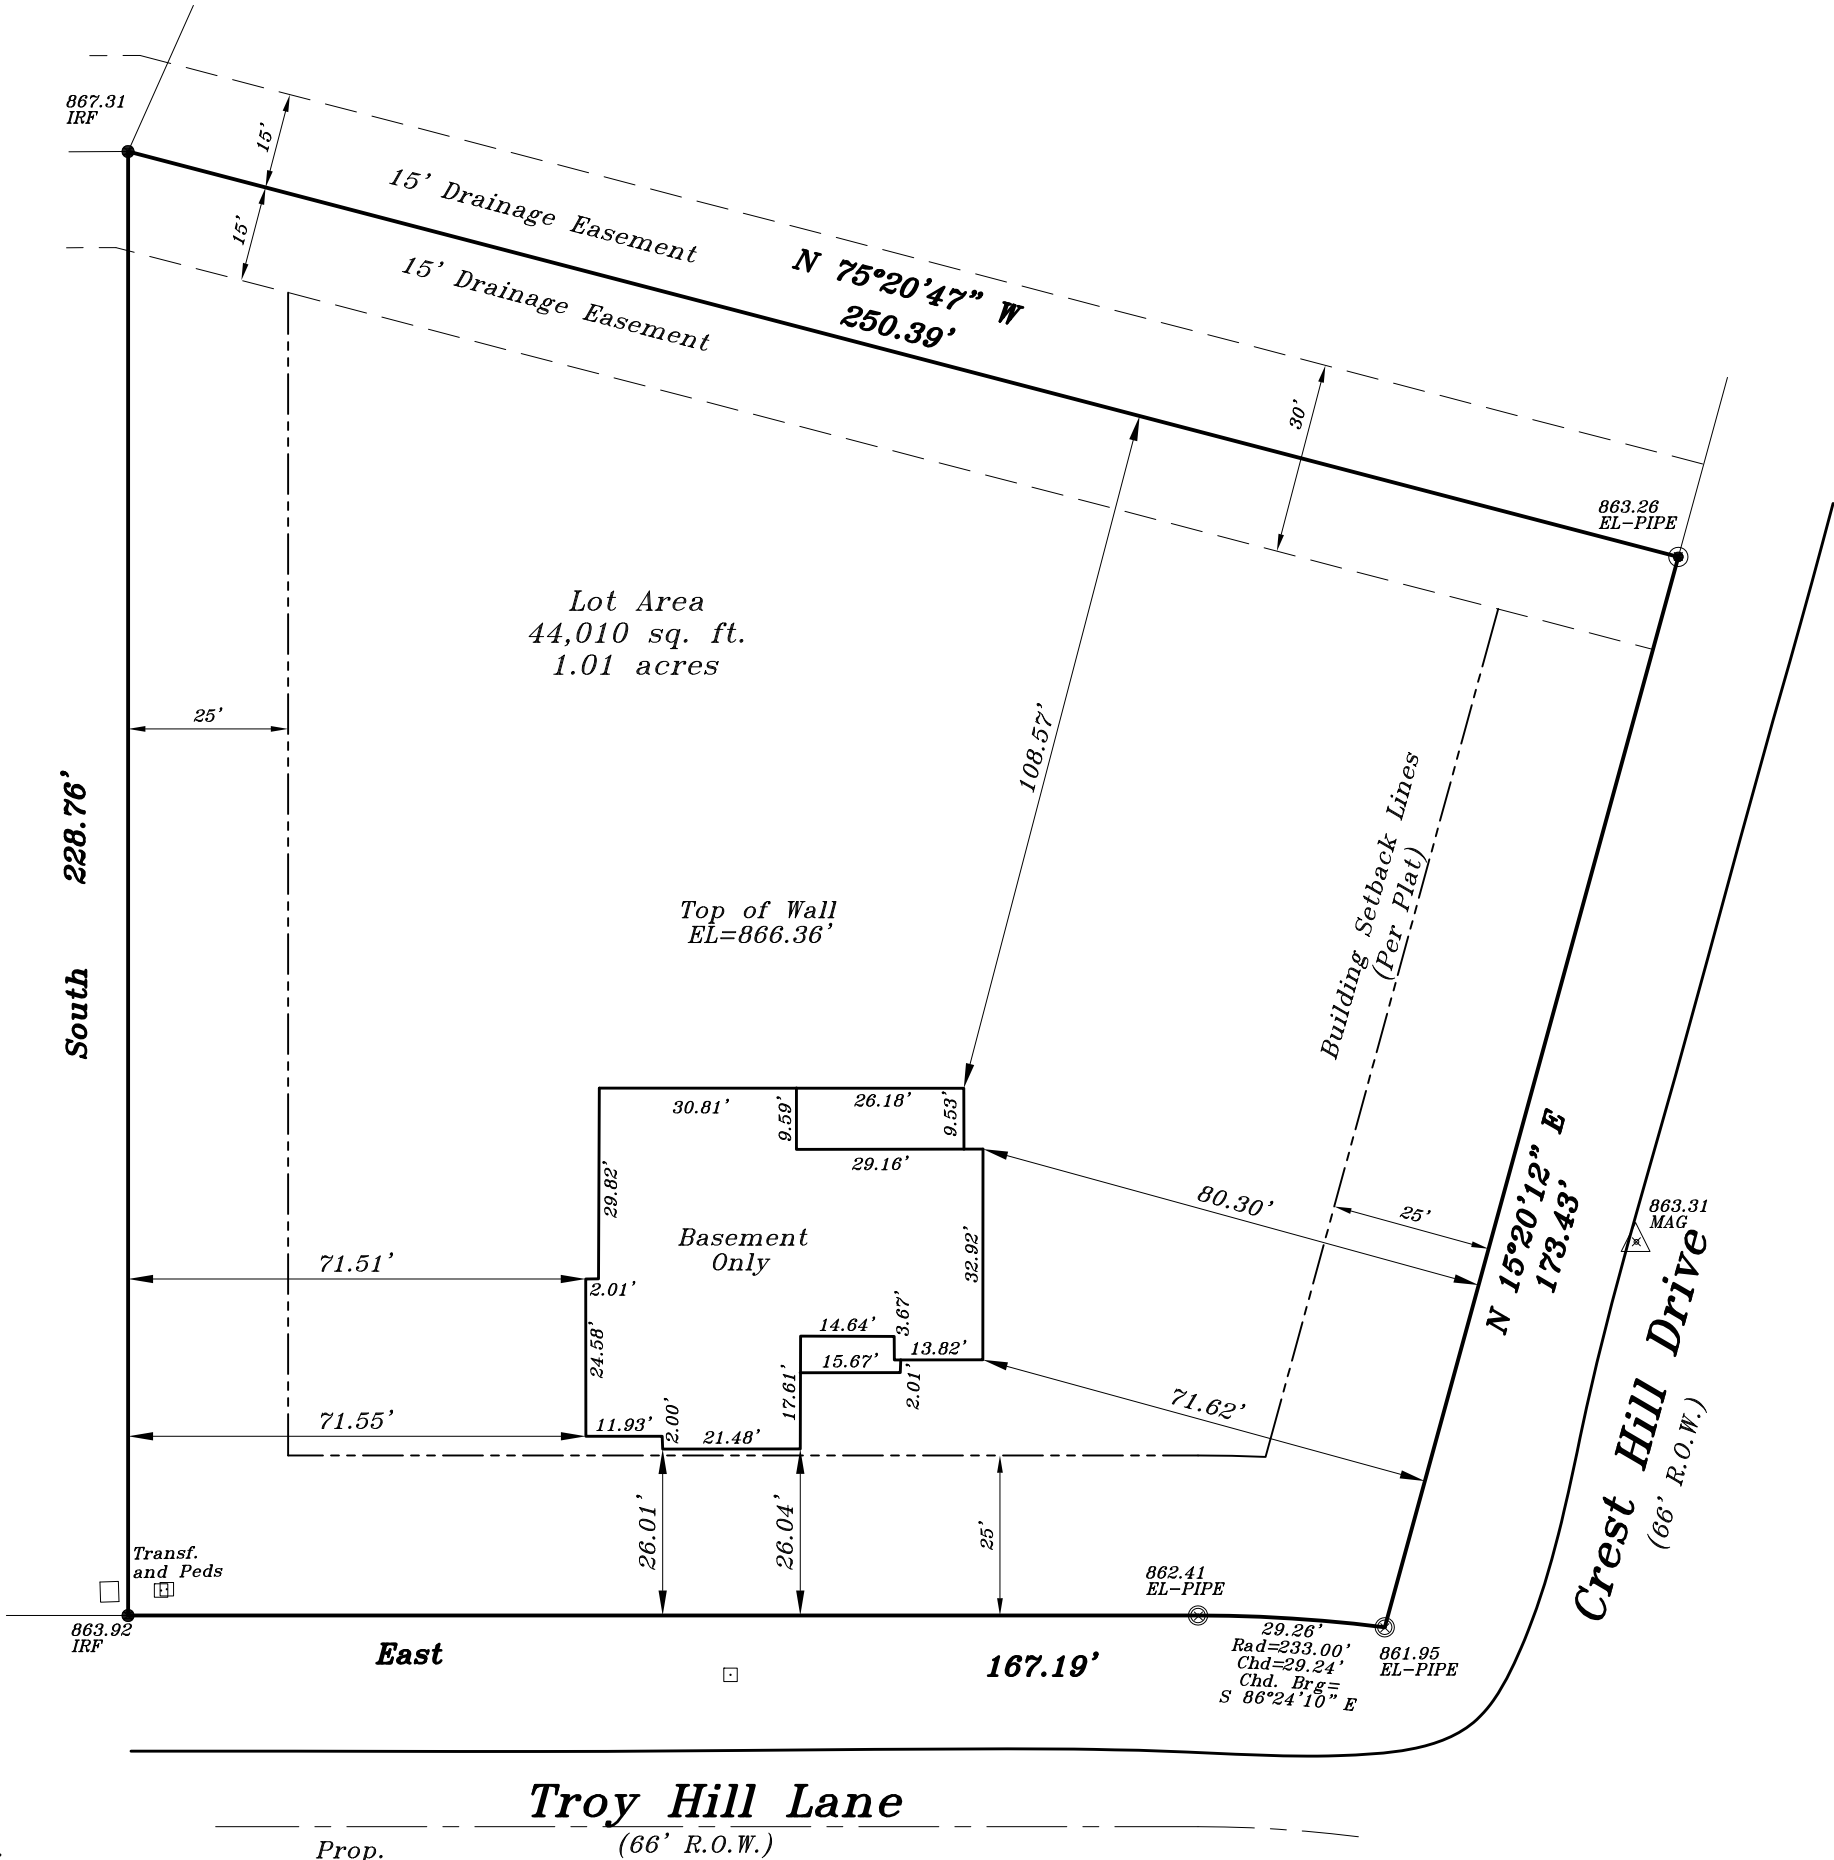 867.31
IRF
15'
15'
15' Drainage Easement
15' Drainage Easement
N 75°20'47" W
250.39'
30'
863.26
EL-PIPE
Lot Area
44,010 sq. ft.
1.01 acres
25'
108.57'
South 228.76'
Building Setback Lines
(Per Plat)
Top of Wall
EL=866.36'
30.81'
9.59'
26.18'
9.53'
29.16'
29.82'
Basement
Only
32.92'
80.30'
25'
N 15°20'12" E
173.43'
863.31
MAG
71.51'
2.01'
24.58'
14.64'
3.67'
13.82'
15.67'
2.01'
17.61'
71.62'
71.55'
11.93'
2.00'
21.48'
26.01'
26.04'
25'
Crest Hill Drive
(66' R.O.W.)
Transf.
and Peds
862.41
EL-PIPE
863.92
IRF
East 167.19'
29.26'
Rad=233.00'
Chd=29.24'
Chd. Brg=
S 86°24'10" E
861.95
EL-PIPE
Troy Hill Lane
(66' R.O.W.)
Prop.